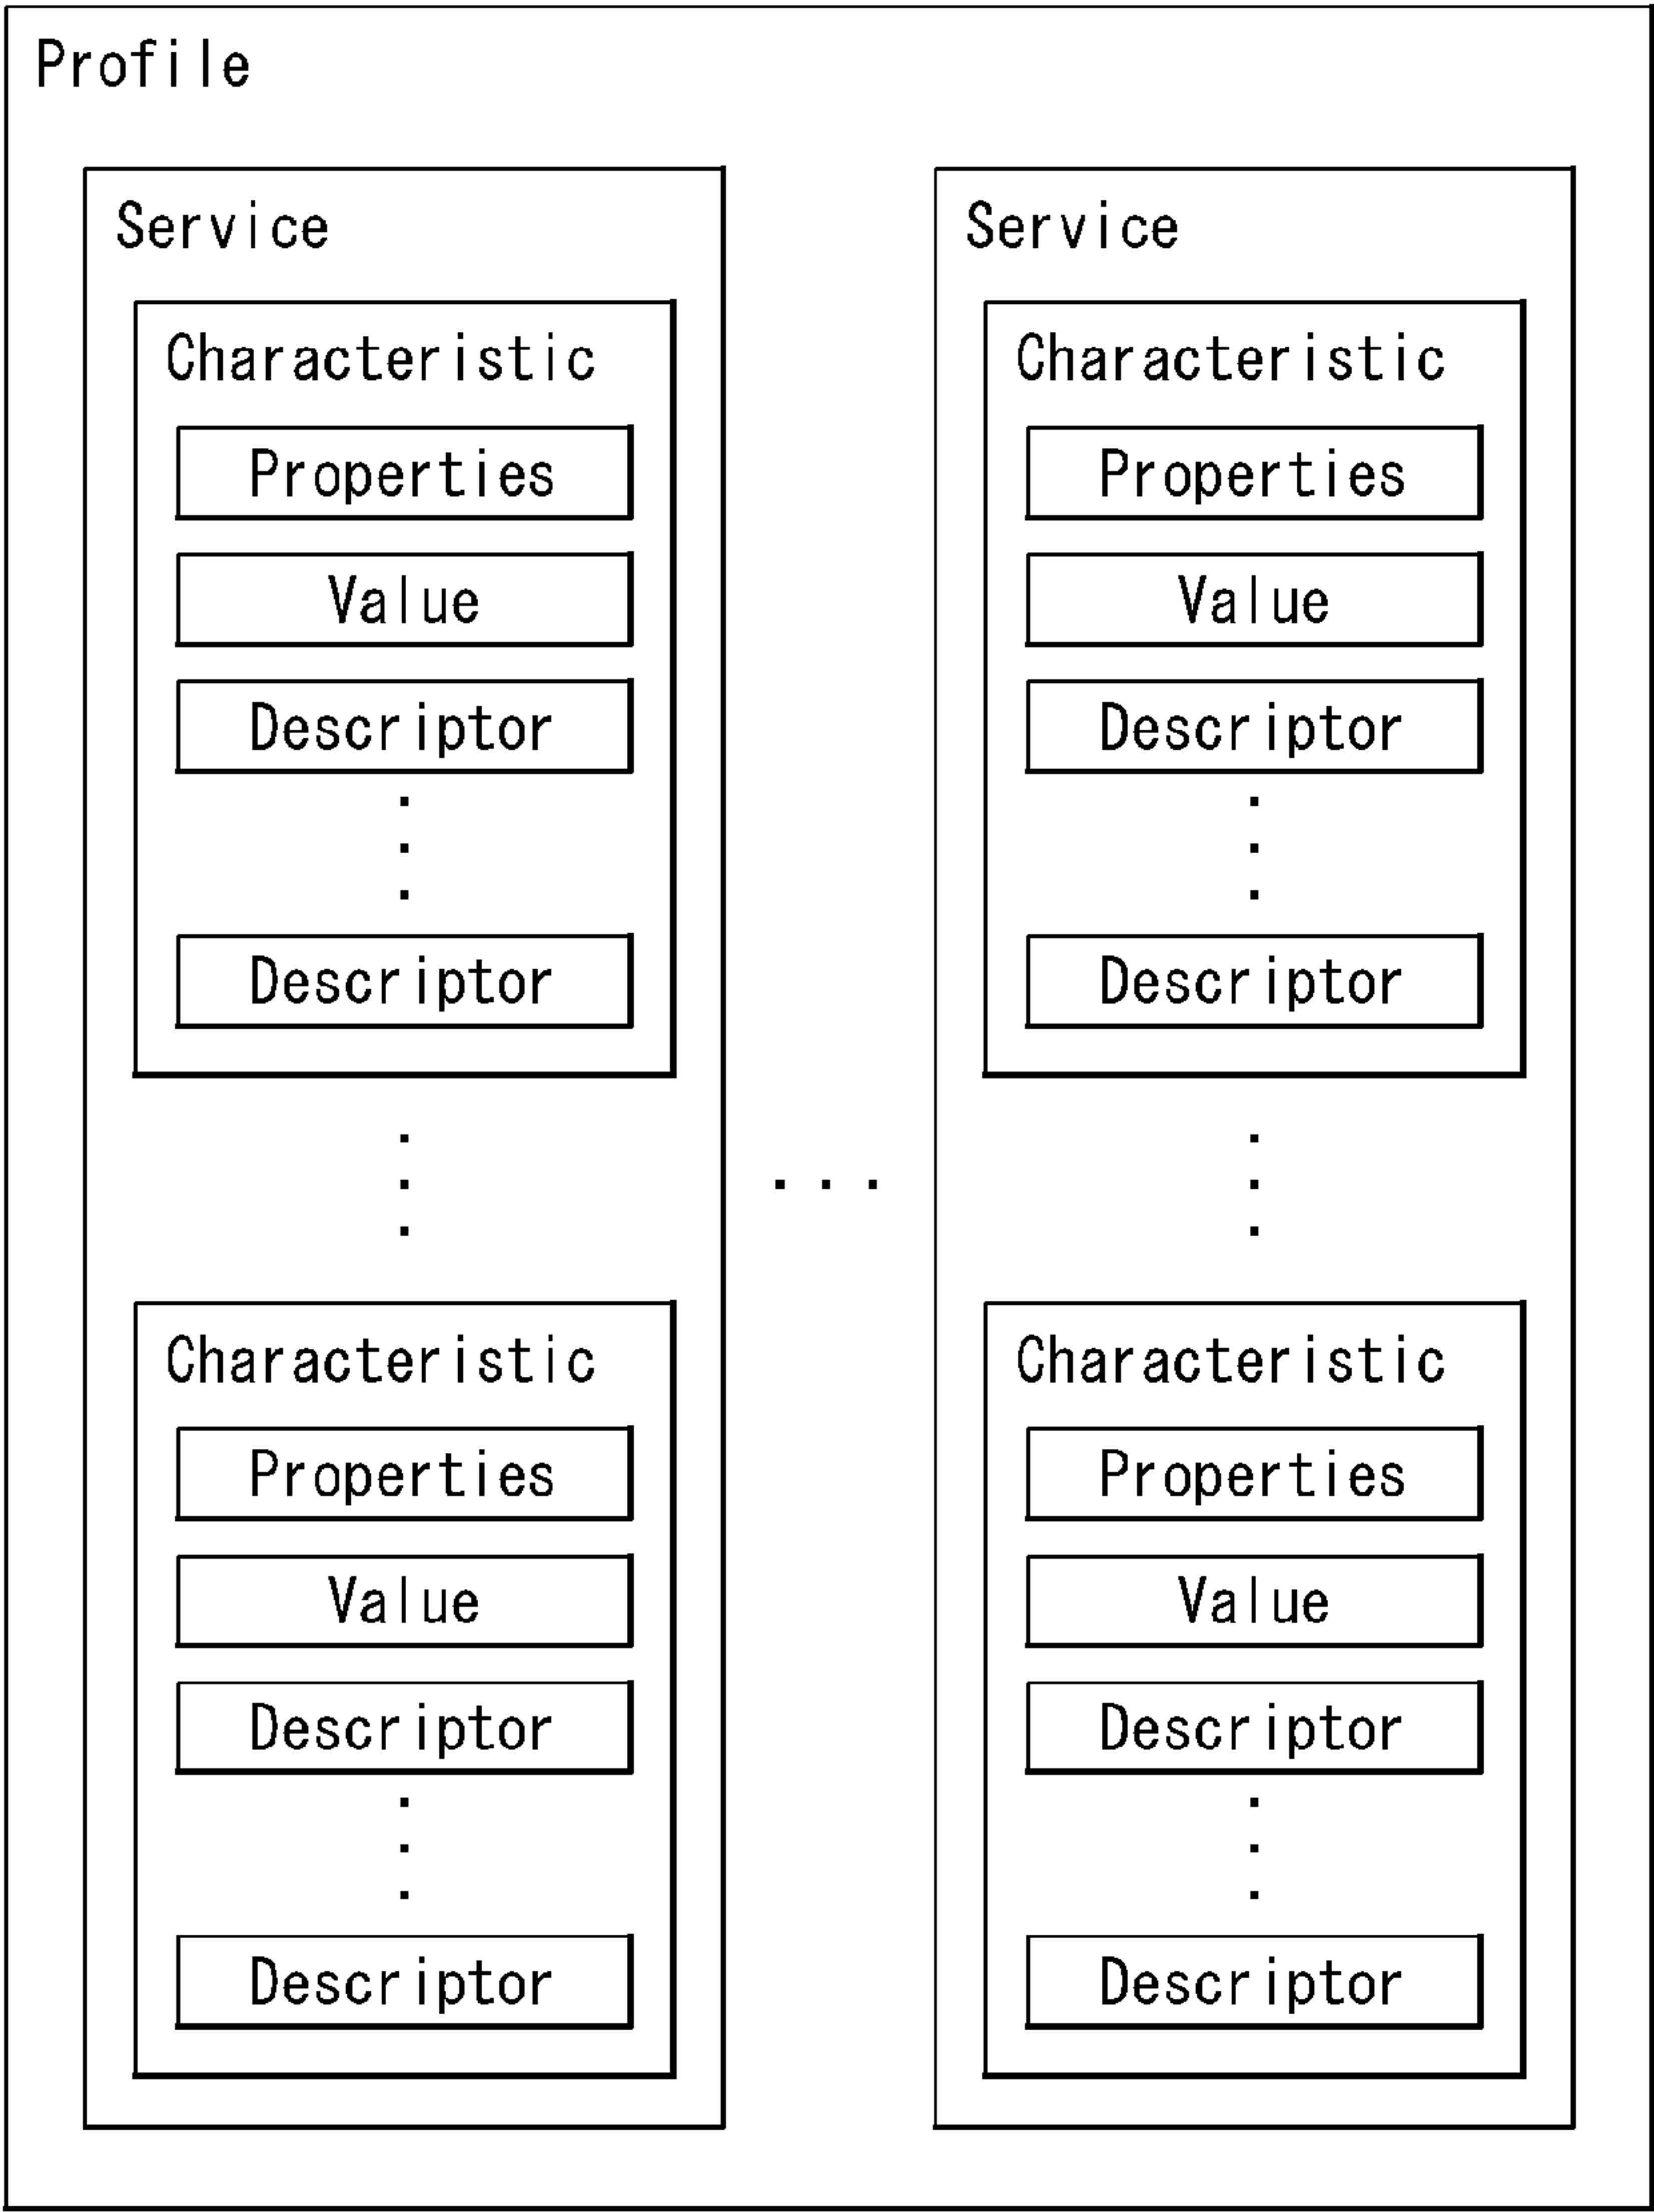 Profile
Service
Characteristic
Properties
Value
Descriptor
Descriptor
Characteristic
Properties
Value
Descriptor
Descriptor
Service
Characteristic
Properties
Value
Descriptor
Descriptor
Characteristic
Properties
Value
Descriptor
Descriptor